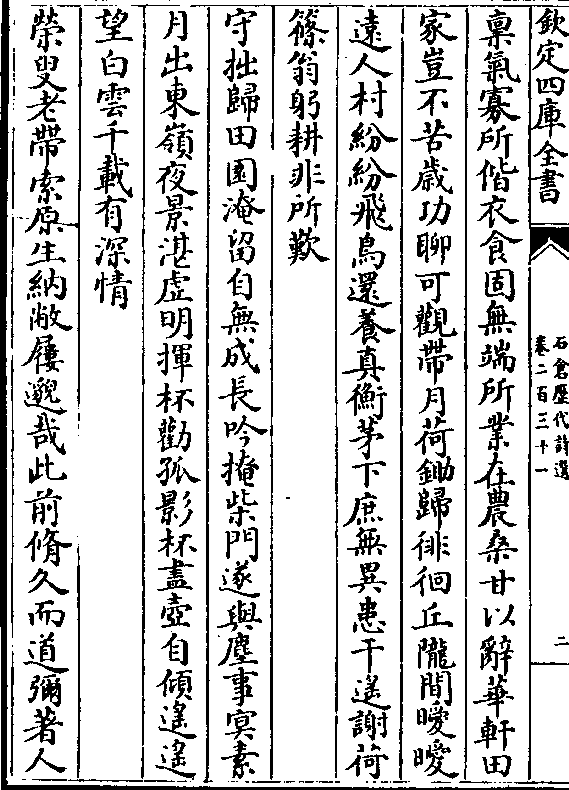 欽定四庫全書
石倉歷代詩選
卷二百三十一
二
稟氣寡所偕衣食固無端所業在農桑甘以辭華軒田
家豈不苦歲功聊可觀帶月荷鋤歸徘徊丘隴間曖曖
遠人村紛紛飛鳥還養真衡茅下庶無異患干遙謝荷
篠翁躬耕非所歎
守拙歸田園淹留自無成長吟掩柴門遂與塵事冥素
月出東嶺夜景湛虛明揮杯勸孤影杯盡壺自傾遙遙
望白雲千載有深情
榮叟老帶索原生納敝屨邈哉此前脩久而道彌著人